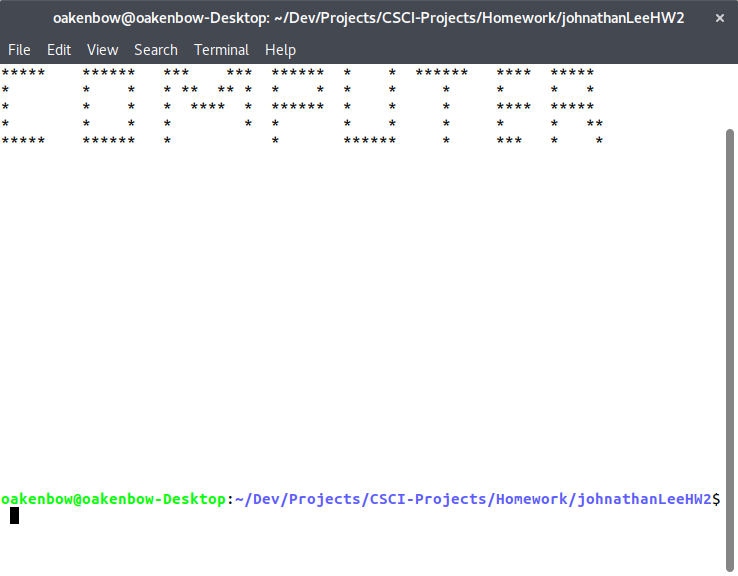 oakenbow@oakenbow-Desktop: ~/Dev/Projects/CSCI-Projects/Homework/johnathanLeeHW2 ×
File Edit View Search Terminal Help
*****    ******   ***    ***  ****** *    *  ******   **** *****
*        *    *   * **  ** *  *    * *    *     *     *    *   *
*        *    *   *  ****  *  ****** *    *     *     **** *****
*        *    *   *        *  *      *    *     *     *    *   **
*****    ******   *           *      ******     *     ***   *    *
oakenbow@oakenbow-Desktop:~/Dev/Projects/CSCI-Projects/Homework/johnathanLeeHW2$